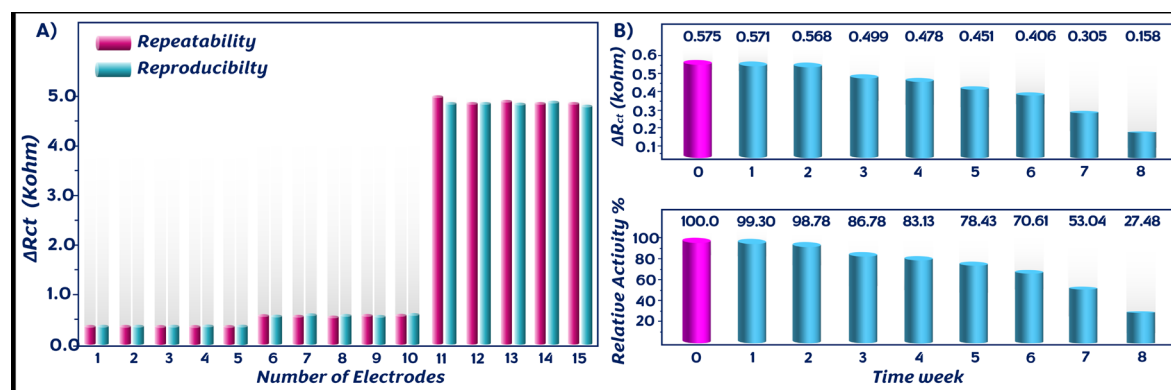 A)
Repeatability
Reproducibilty
ΔRct (Kohm)
5.0
4.0
3.0
2.0
1.0
0.0
1 2 3 4 5 6 7 8 9 10 11 12 13 14 15
Number of Electrodes
B)
0.575 0.571 0.568 0.499 0.478 0.451 0.406 0.305 0.158
ΔRct (kohm)
0.6
0.5
0.4
0.3
0.2
0.1
0 1 2 3 4 5 6 7 8
Relative Activity %
100.0 99.30 98.78 86.78 83.13 78.43 70.61 53.04 27.48
100
80
60
40
20
0 1 2 3 4 5 6 7 8
Time week